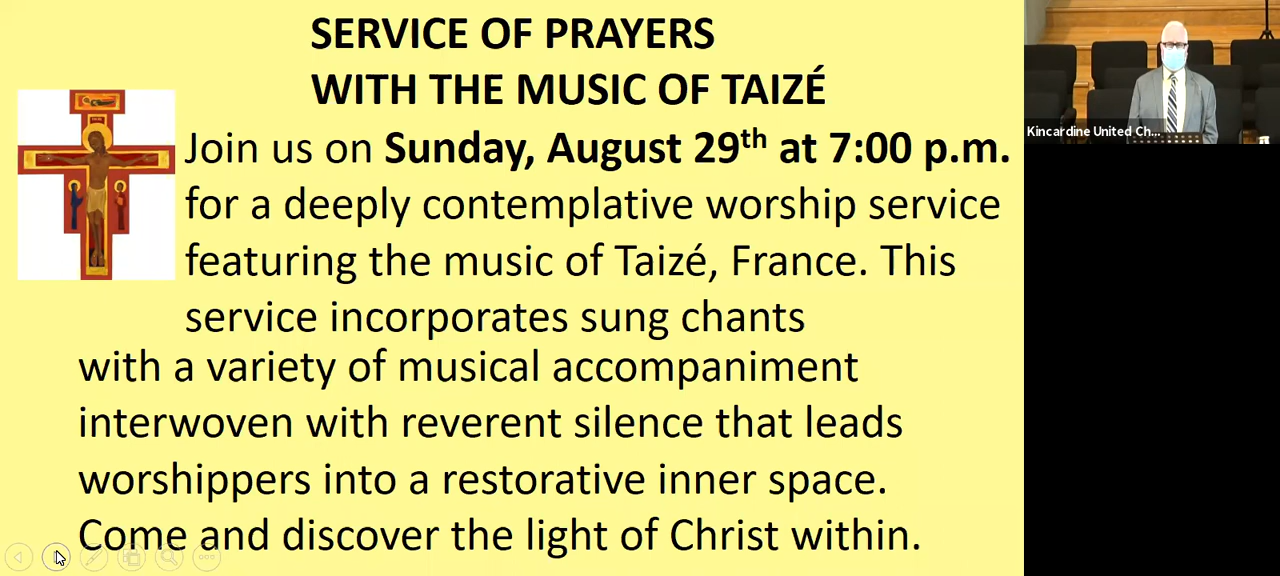 SERVICE OF PRAYERS
WITH THE MUSIC OF TAIZÉ
Join us on Sunday, August 29th at 7:00 p.m.
for a deeply contemplative worship service
featuring the music of Taizé, France. This
service incorporates sung chants
with a variety of musical accompaniment
interwoven with reverent silence that leads
worshippers into a restorative inner space.
Come and discover the light of Christ within.
Kincardine United Ch...